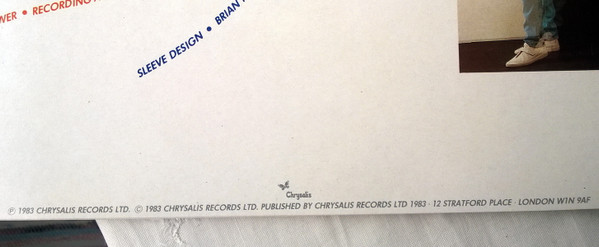 • RECORDING
SLEEVE DESIGN • BRIAN
Chrysalis
℗ 1983 CHRYSALIS RECORDS LTD. © 1983 CHRYSALIS RECORDS LTD. PUBLISHED BY CHRYSALIS RECORDS LTD 1983 · 12 STRATFORD PLACE · LONDON W1N 9AF